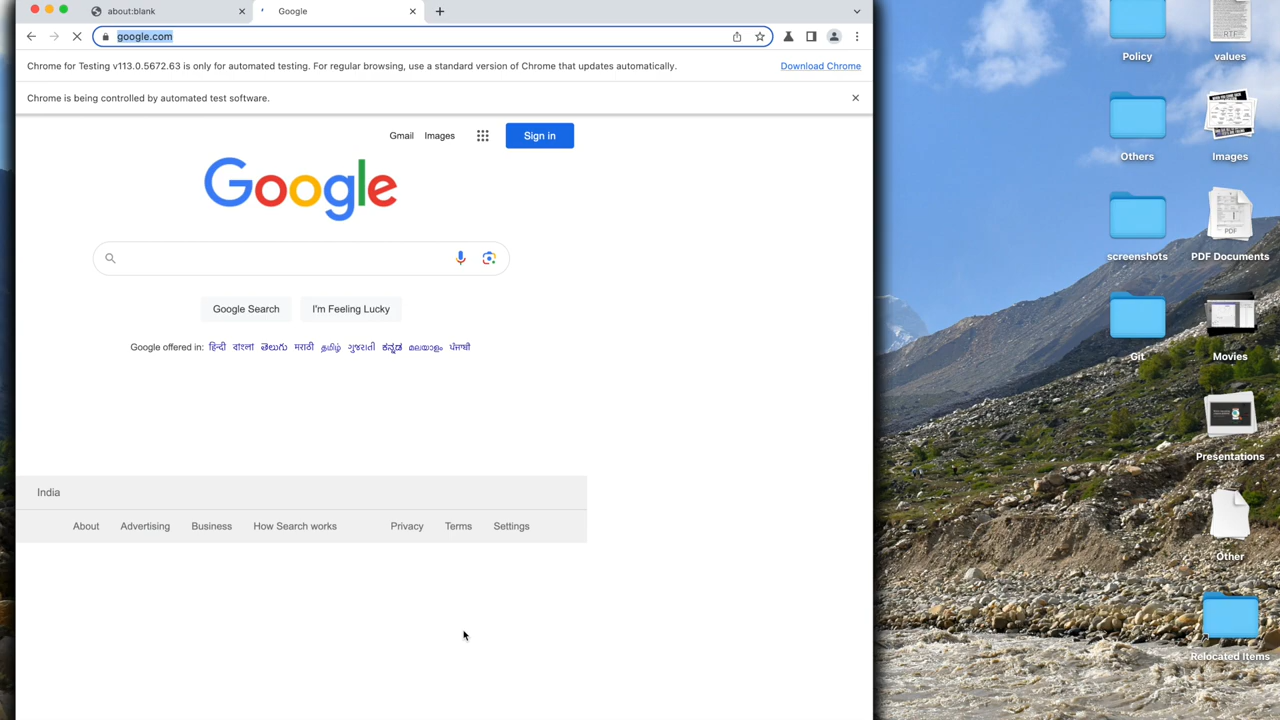 about:blank
Google
google.com
Chrome for Testing v113.0.5672.63 is only for automated testing. For regular browsing, use a standard version of Chrome that updates automatically. Download Chrome
Chrome is being controlled by automated test software.
Gmail Images Sign in
Google
Google Search I'm Feeling Lucky
Google offered in: हिन्दी বাংলা తెలుగు मराठी தமிழ் ગુજરાતી ಕನ್ನಡ മലയാളം ਪੰਜਾਬੀ
India
About Advertising Business How Search works Privacy Terms Settings
Policy
values
RTF
Others
Images
screenshots
PDF Documents
PDF
Git
Movies
Presentations
Other
Relocated Items